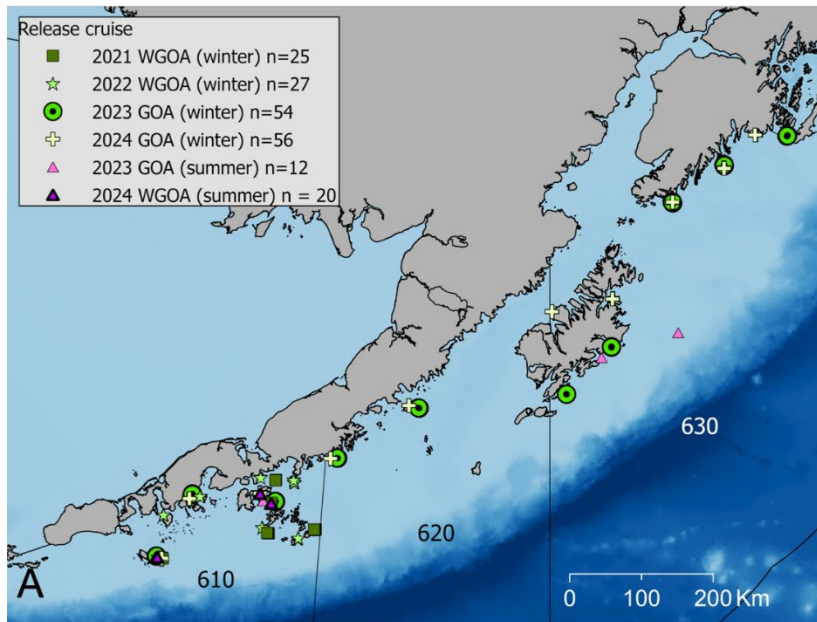 Release cruise
2021 WGOA (winter) n=25
2022 WGOA (winter) n=27
2023 GOA (winter) n=54
2024 GOA (winter) n=56
2023 GOA (summer) n=12
2024 WGOA (summer) n = 20
630
620
610
A
0 100 200 Km